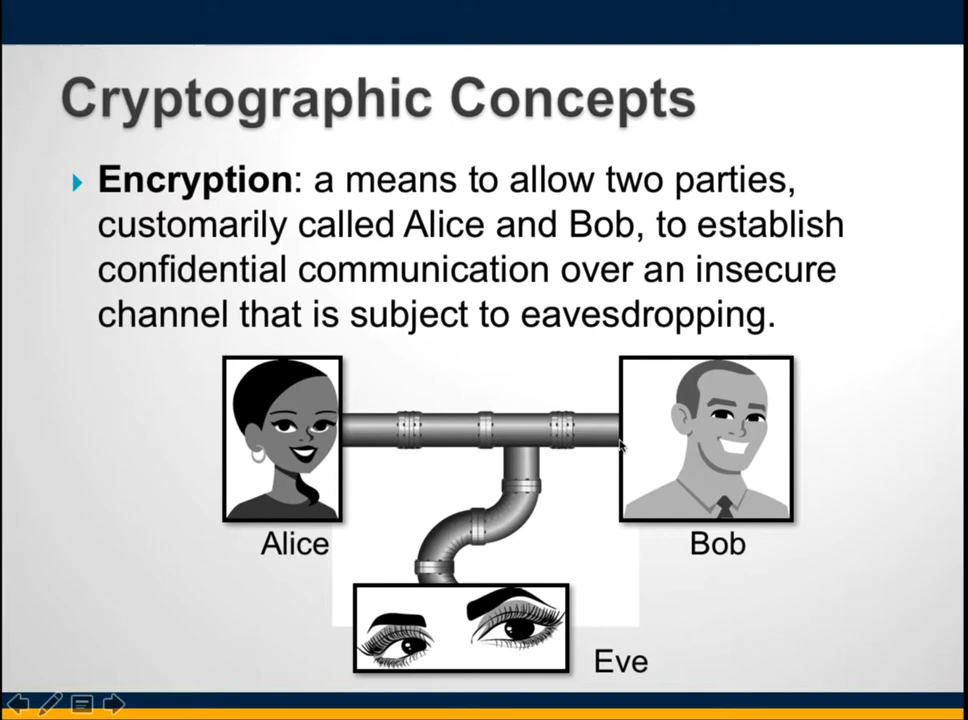 Cryptographic Concepts
Encryption: a means to allow two parties,
customarily called Alice and Bob, to establish
confidential communication over an insecure
channel that is subject to eavesdropping.
Alice
Bob
Eve